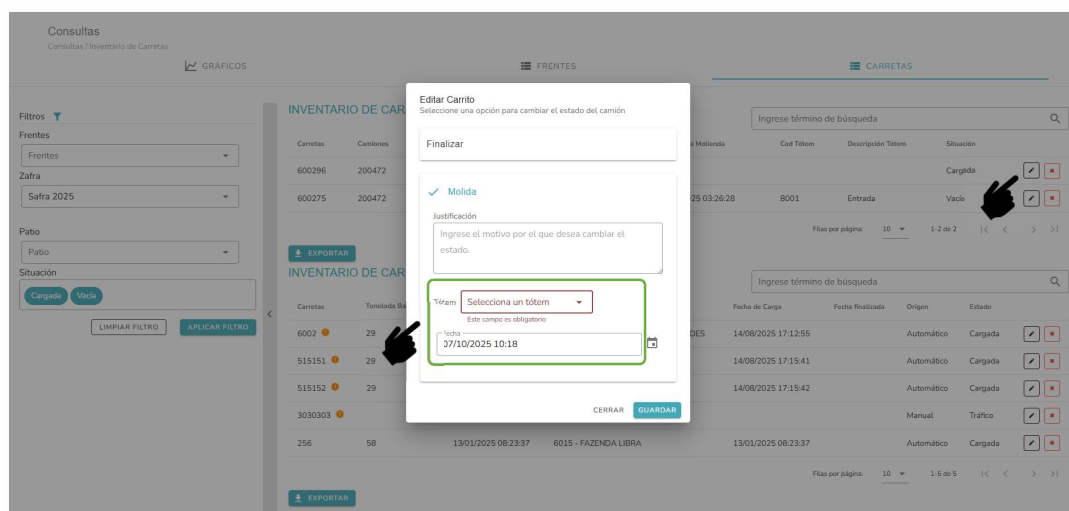 Consultas
Consultas / Inventario de Carretas
GRÁFICOS
FRENTES
CARRETAS
Filtros
Frentes
Frentes
Zafra
Safra 2025
Patio
Patio
Situación
Cargada Vacía
LIMPIAR FILTRO APLICAR FILTRO
INVENTARIO DE CAR
Ingrese término de búsqueda
Carretas Camiones a Molienda Cod Tótem Descripción Tótem Situación
600296 200472 Cargada
600275 200472 25 03:26:28 8001 Entrada Vacía
Filas por página: 10 1-2 de 2
EXPORTAR
Editar Carrito
Seleccione una opción para cambiar el estado del camión
Finalizar
Molida
Justificación
Ingrese el motivo por el que desea cambiar el
estado.
Tótem Selecciona un tótem
Este campo es obligatorio
Fecha
07/10/2025 10:18
CERRAR GUARDAR
INVENTARIO DE CAR
Ingrese término de búsqueda
Carretas Tonelada Ba Fecha de Carga Fecha finalizada Origen Estado
6002 29 DES 14/08/2025 17:12:55 Automático Cargada
515151 29 14/08/2025 17:15:41 Automático Cargada
515152 29 14/08/2025 17:15:42 Automático Cargada
3030303 Manual Tráfico
256 58 13/01/2025 08:23:37 6015 - FAZENDA LIBRA 13/01/2025 08:23:37 Automático Cargada
Filas por página: 10 1-5 de 5
EXPORTAR